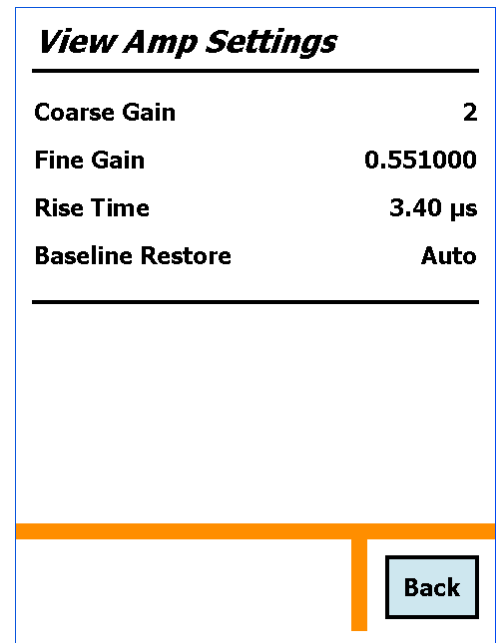 View Amp Settings
Coarse Gain 2
Fine Gain 0.551000
Rise Time 3.40 µs
Baseline Restore Auto
Back